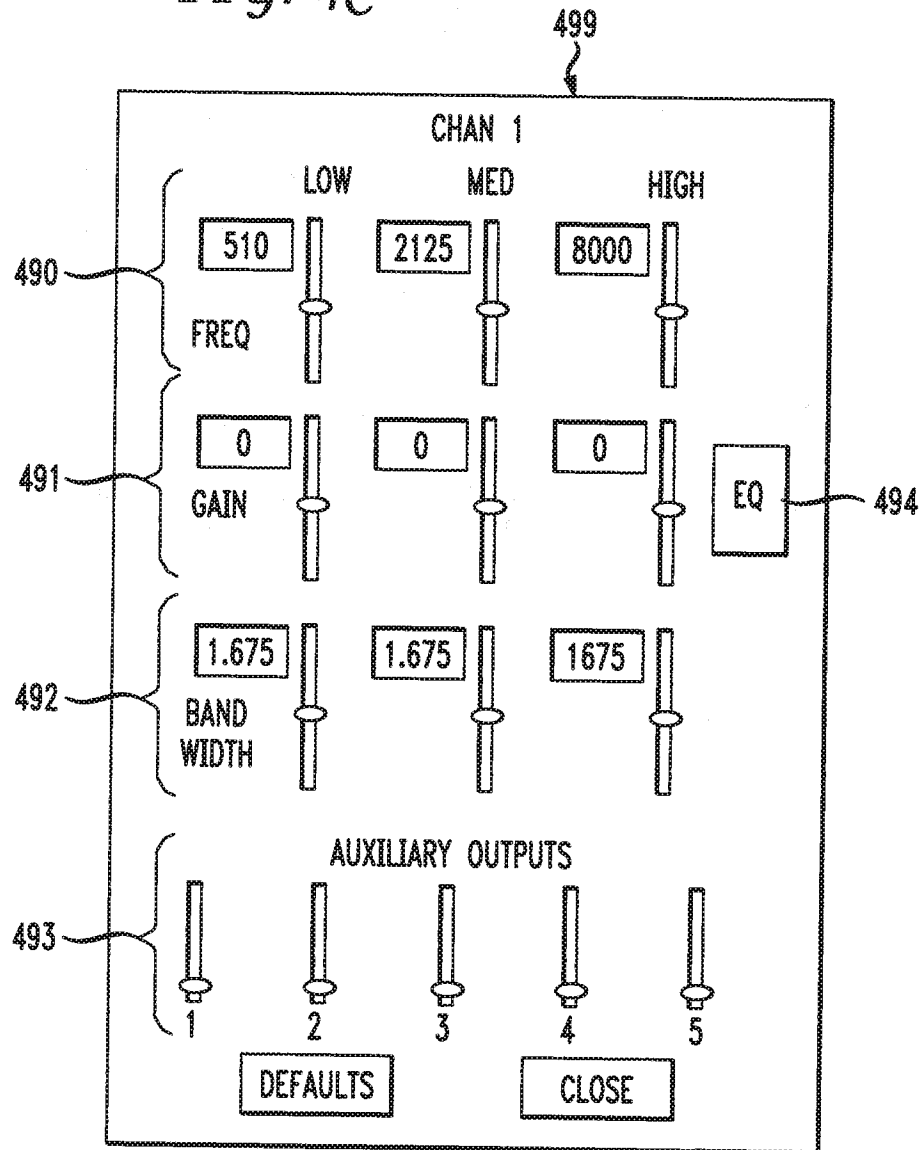 499
CHAN 1
LOW MED HIGH
510 2125 8000
490
FREQ
0 0 0
491
GAIN
EQ
494
1.675 1.675 1675
492
BAND
WIDTH
AUXILIARY OUTPUTS
493
1 2 3 4 5
DEFAULTS CLOSE